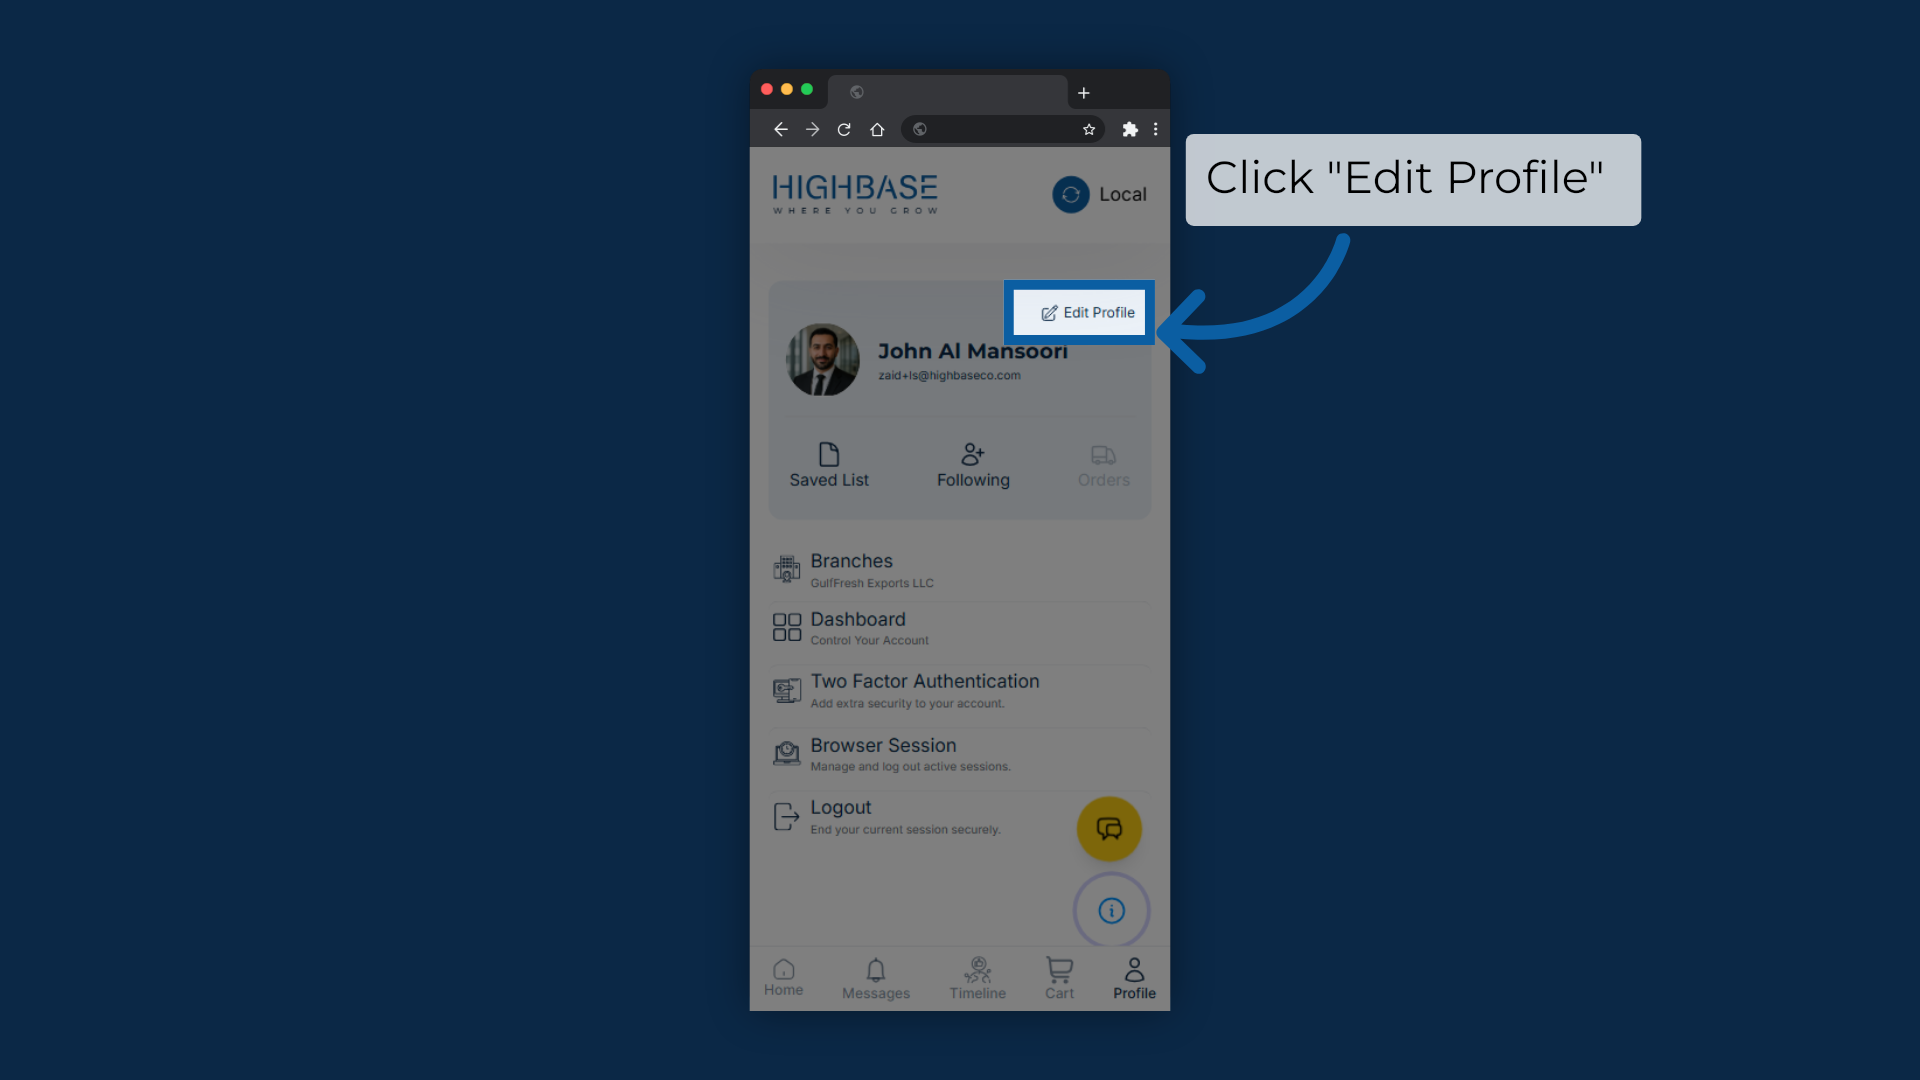 HIGHBASE
WHERE YOU GROW
Local
Click "Edit Profile"
Edit Profile
John Al Mansoori
zaid+ls@highbaseco.com
Saved List
Following
Orders
Branches
GulfFresh Exports LLC
Dashboard
Control Your Account
Two Factor Authentication
Add extra security to your account.
Browser Session
Manage and log out active sessions.
Logout
End your current session securely.
Home
Messages
Timeline
Cart
Profile